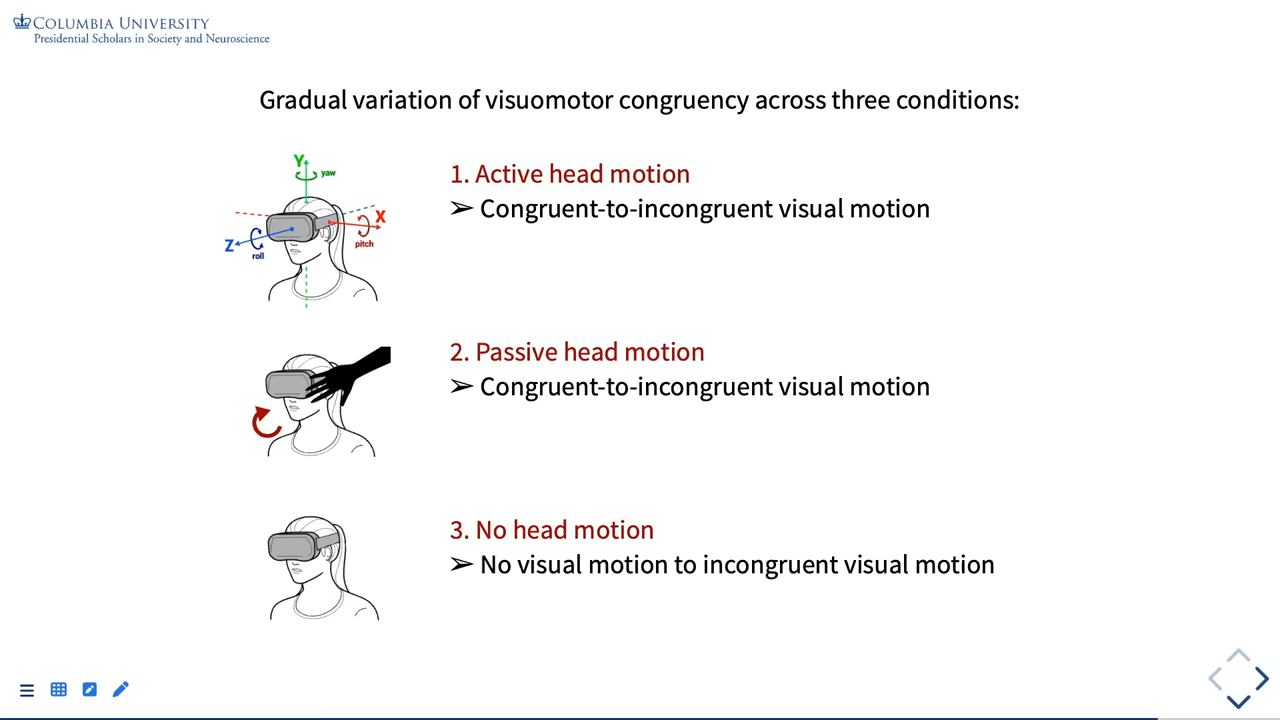 COLUMBIA UNIVERSITY
Presidential Scholars in Society and Neuroscience
Gradual variation of visuomotor congruency across three conditions:
Y
yaw
X
pitch
Z
roll
1. Active head motion
➢ Congruent-to-incongruent visual motion
2. Passive head motion
➢ Congruent-to-incongruent visual motion
3. No head motion
➢ No visual motion to incongruent visual motion